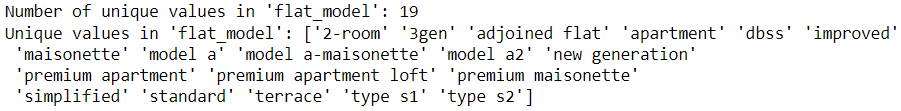 Number of unique values in 'flat_model': 19
Unique values in 'flat_model': ['2-room' '3gen' 'adjoined flat' 'apartment' 'dbss' 'improved'
 'maisonette' 'model a' 'model a-maisonette' 'model a2' 'new generation'
 'premium apartment' 'premium apartment loft' 'premium maisonette'
 'simplified' 'standard' 'terrace' 'type s1' 'type s2']